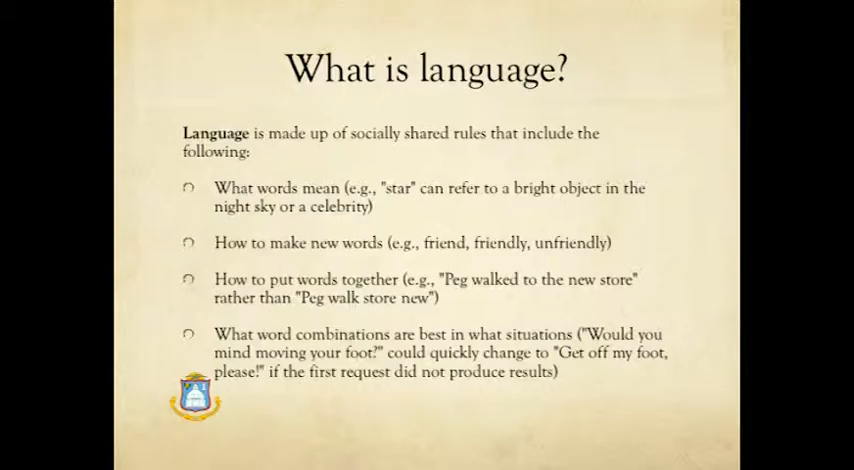 What is language?
Language is made up of socially shared rules that include the
following:
What words mean (e.g., "star" can refer to a bright object in the
night sky or a celebrity)
How to make new words (e.g., friend, friendly, unfriendly)
How to put words together (e.g., "Peg walked to the new store"
rather than "Peg walk store new")
What word combinations are best in what situations ("Would you
mind moving your foot?" could quickly change to "Get off my foot,
please!" if the first request did not produce results)